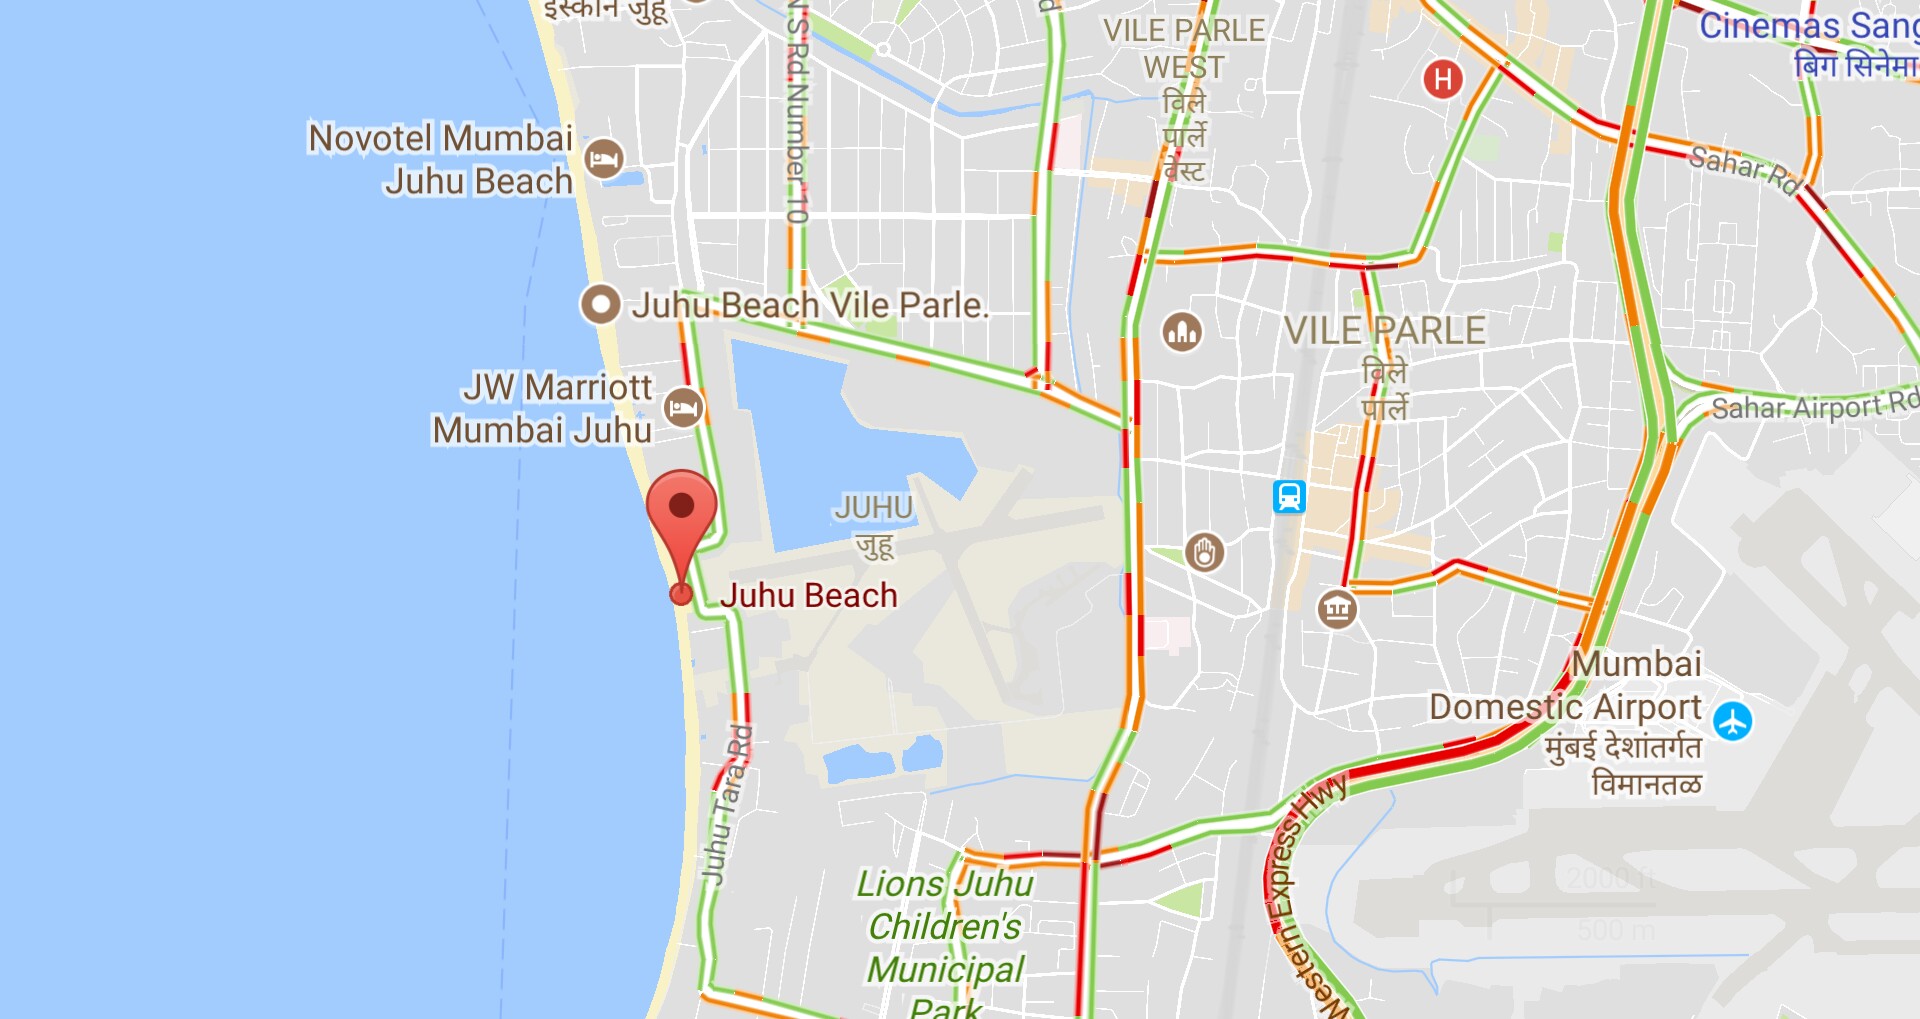 इस्कॉन जुहू
N S Rd Number 10
VILE PARLE
WEST
विले
पार्ले
वेस्ट
H
Cinemas Sang
बिग सिनेमा
Novotel Mumbai
Juhu Beach
Sahar Rd
Juhu Beach Vile Parle.
VILE PARLE
विले
पार्ले
JW Marriott
Mumbai Juhu
Sahar Airport Rd
JUHU
जुहू
Juhu Beach
Mumbai
Domestic Airport
मुंबई देशांतर्गत
विमानतळ
Juhu Tara Rd
Western Express Hwy
Western
Lions Juhu
Children's
Municipal
Park
2000 ft
500 m